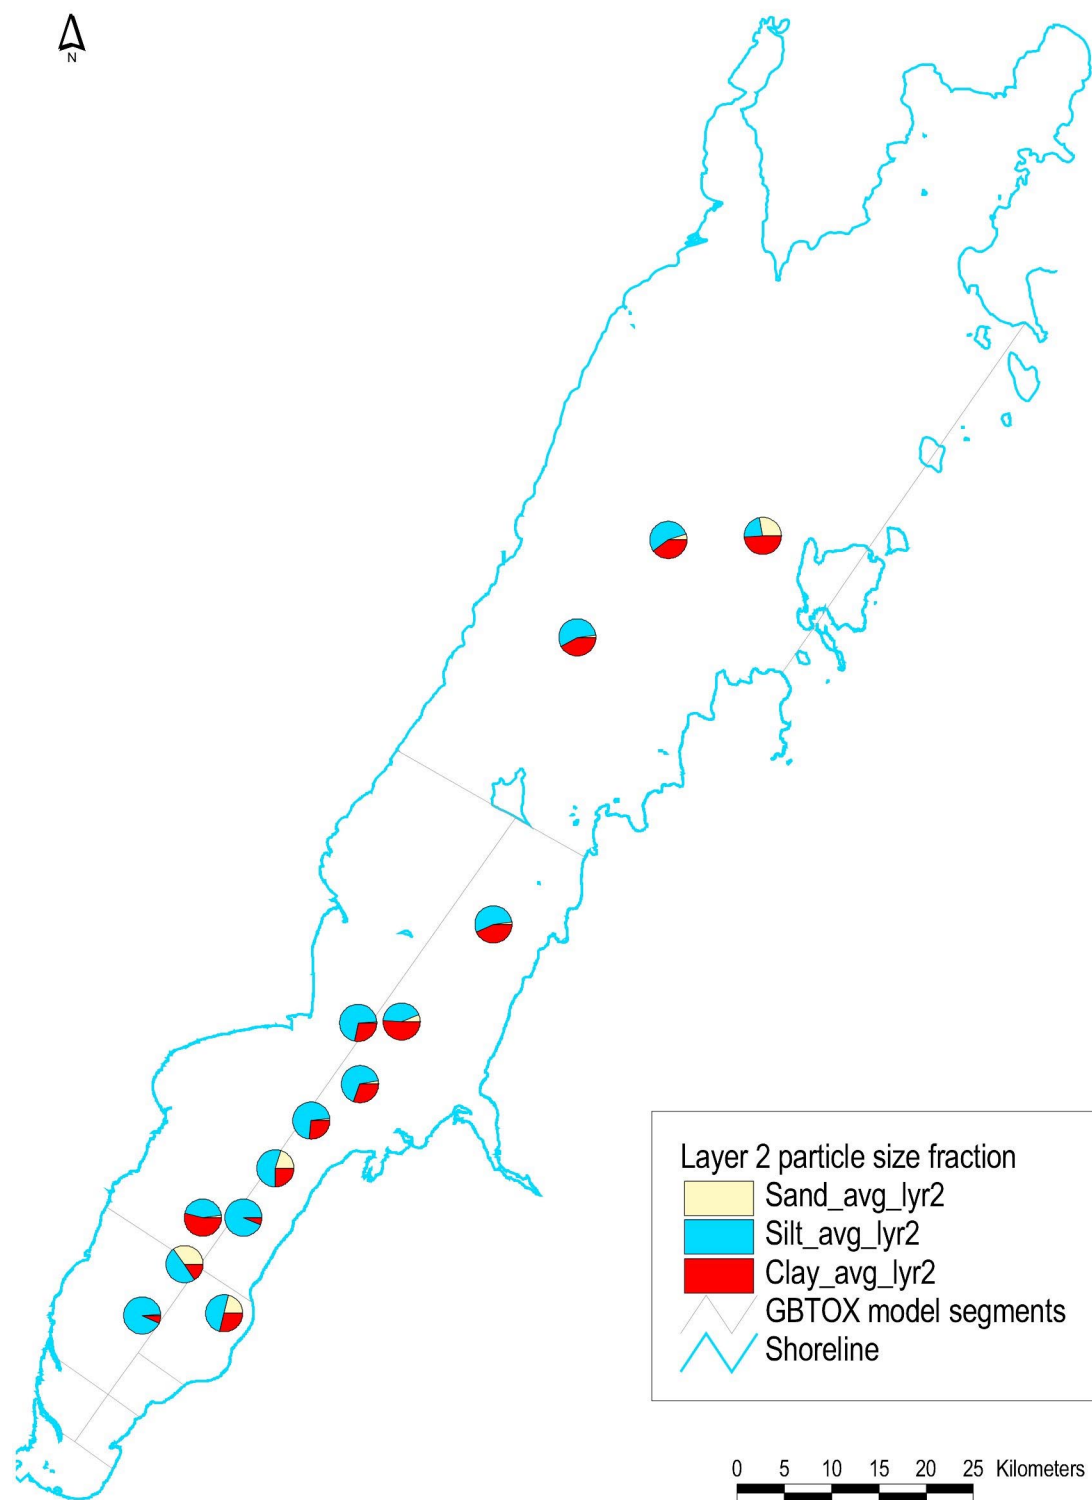 N
Layer 2 particle size fraction
Sand_avg_lyr2
Silt_avg_lyr2
Clay_avg_lyr2
GBTOX model segments
Shoreline
0 5 10 15 20 25 Kilometers